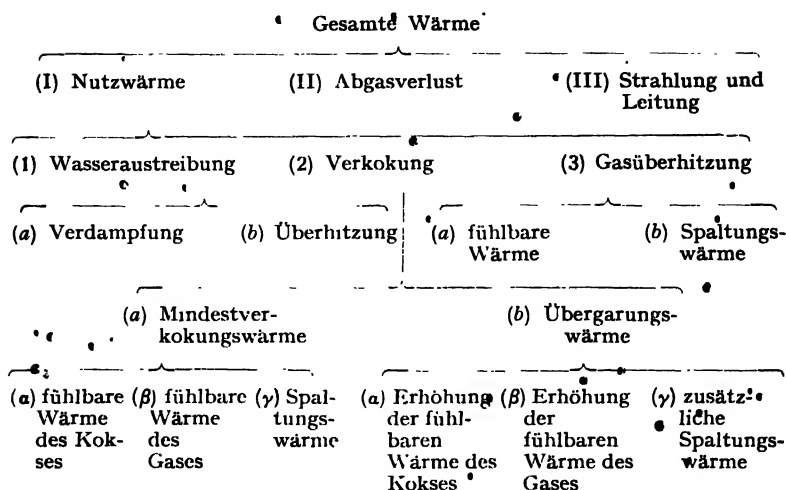 Gesamte Wärme
(I) Nutzwärme (II) Abgasverlust (III) Strahlung und
Leitung
(1) Wasseraustreibung (2) Verkokung (3) Gasüberhitzung
(a) Verdampfung (b) Überhitzung (a) fühlbare (b) Spaltungs-
Wärme wärme
(a) Mindestver- (b) Übergarungs-
kokungswärme wärme
(α) fühlbare (β) fühlbare (γ) Spal- (α) Erhöhung (β) Erhöhung (γ) zusätz-
Wärme Wärme tungs- der fühl- der liche
des Kok- des wärme baren fühlbaren Spaltungs-
ses Gases Wärme des Wärme des wärme
Kokses Gases